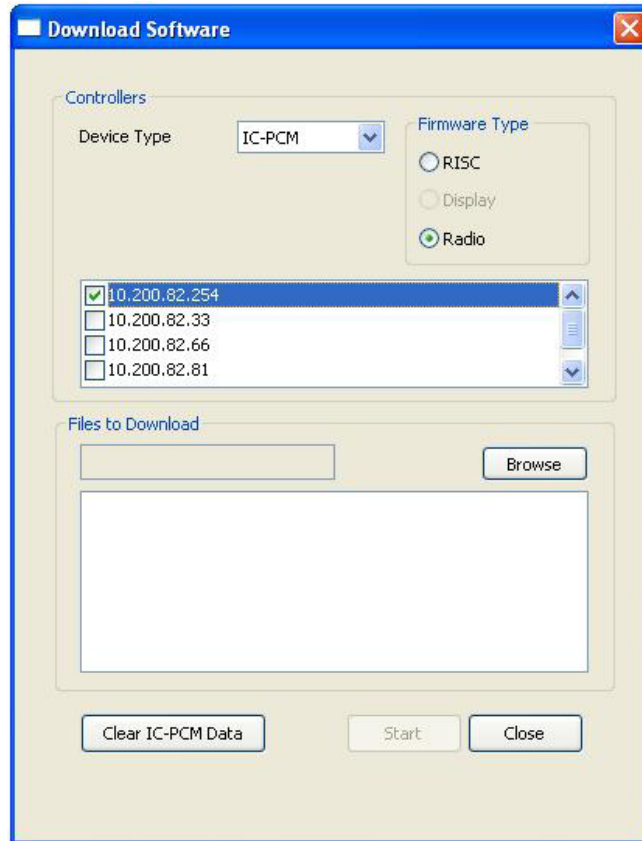 Download Software
Controllers
Device Type
IC-PCM
Firmware Type
RISC
Display
Radio
10.200.82.254
10.200.82.33
10.200.82.66
10.200.82.81
Files to Download
Browse
Clear IC-PCM Data
Start
Close